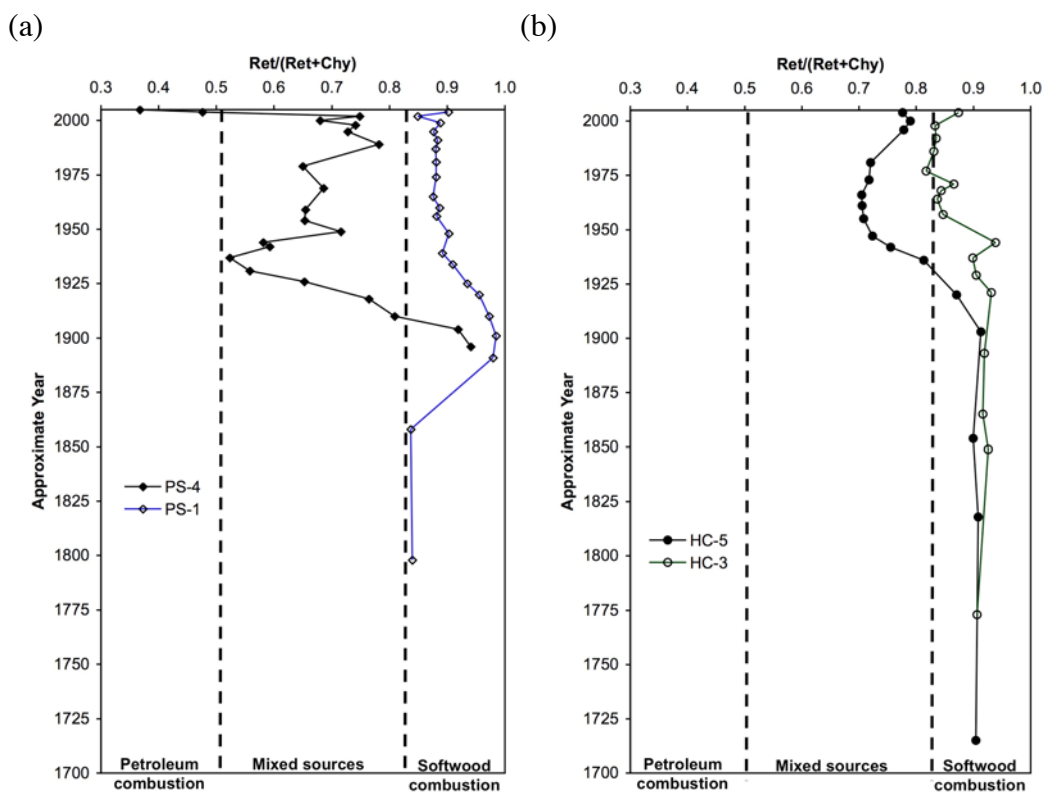 (a)
Ret/(Ret+Chy)
0.3 0.4 0.5 0.6 0.7 0.8 0.9 1.0
2000
1975
1950
1925
1900
1875
1850
1825
1800
1775
1750
1725
1700
Approximate Year
PS-4
PS-1
Petroleum combustion
Mixed sources
Softwood combustion
(b)
Ret/(Ret+Chy)
0.3 0.4 0.5 0.6 0.7 0.8 0.9 1.0
2000
1975
1950
1925
1900
1875
1850
1825
1800
1775
1750
1725
1700
Approximate Year
HC-5
HC-3
Petroleum combustion
Mixed sources
Softwood combustion